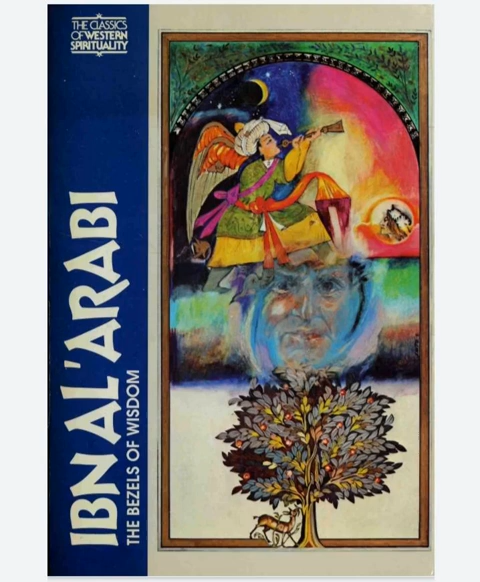 THE CLASSICS
OF WESTERN
SPIRITUALITY
IBN AL'ARABI
THE BEZELS OF WISDOM